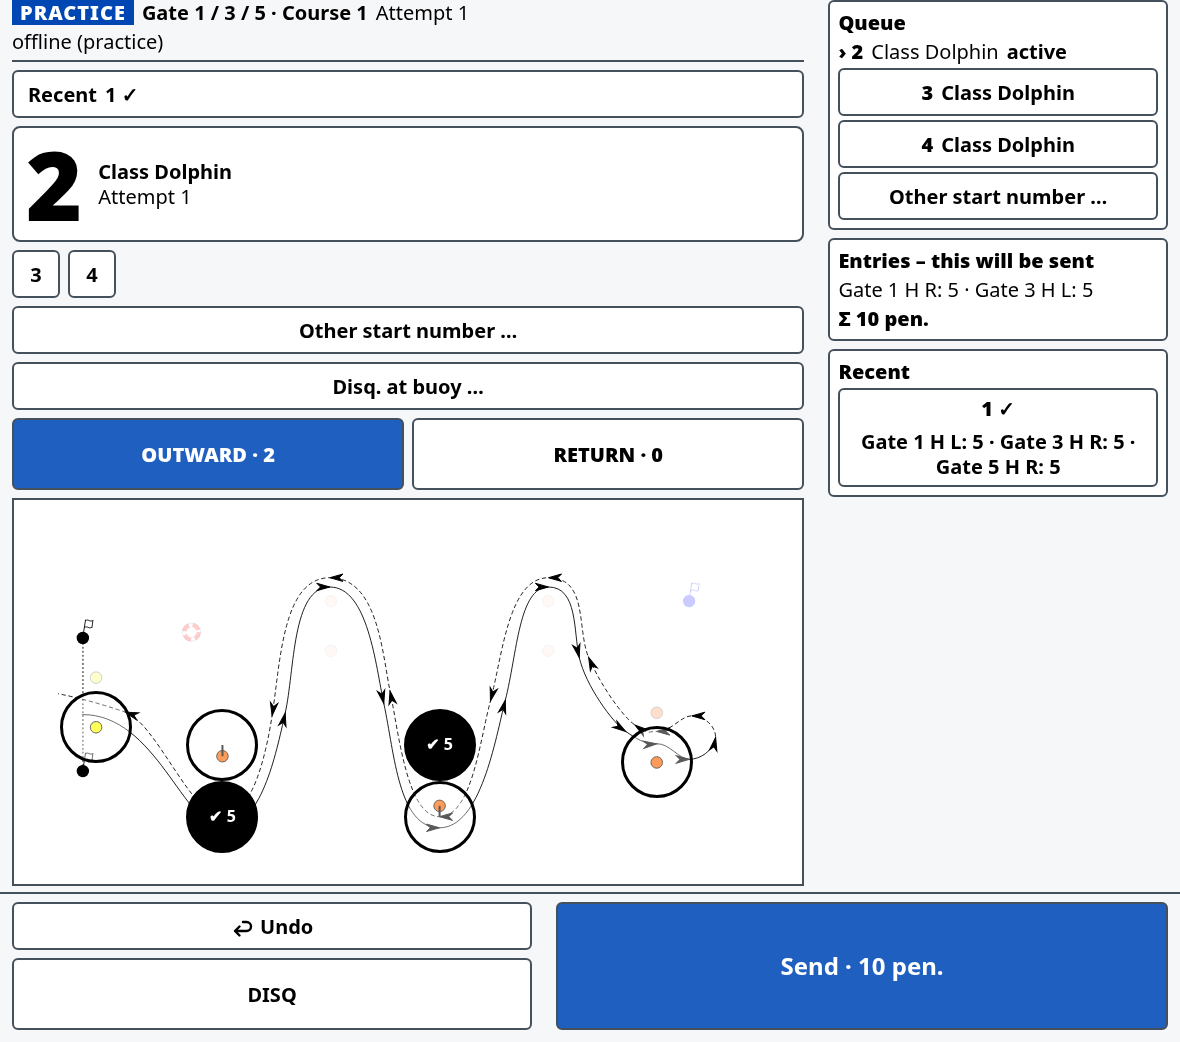 PRACTICE Gate 1 / 3 / 5 · Course 1 Attempt 1
offline (practice)
Recent 1 ✓
2
Class Dolphin
Attempt 1
3 4
Other start number ...
Disq. at buoy ...
OUTWARD · 2 RETURN · 0
✔ 5
✔ 5
Undo
DISQ
Send · 10 pen.
Queue
› 2 Class Dolphin active
3 Class Dolphin
4 Class Dolphin
Other start number ...
Entries – this will be sent
Gate 1 H R: 5 · Gate 3 H L: 5
Σ 10 pen.
Recent
1 ✓
Gate 1 H L: 5 · Gate 3 H R: 5 ·
Gate 5 H R: 5